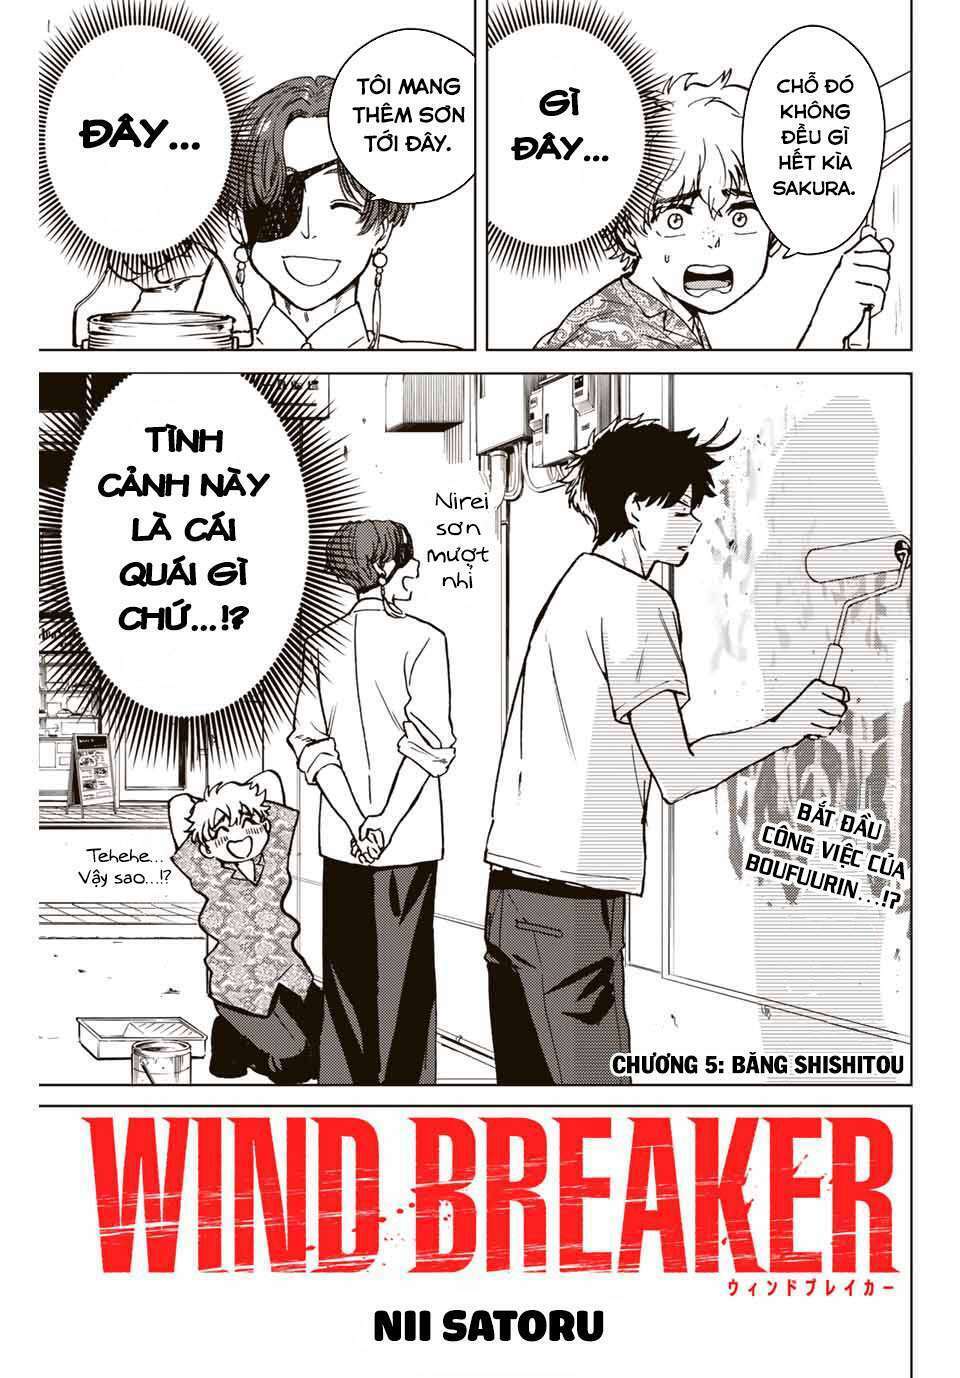 CHỖ ĐÓ
KHÔNG
ĐỀU GÌ
HẾT KÌA
SAKURA.
GÌ
ĐÂY...
TÔI MANG
THÊM SƠN
TỚI ĐÂY.
ĐÂY...
TÌNH
CẢNH NÀY
LÀ CÁI
QUÁI GÌ
CHỨ...!?
Nirei
sơn
mượt
nhỉ
Tehehe...
Vậy sao...!?
BẮT ĐẦU
CÔNG VIỆC CỦA
BOUFUURIN...!?
CHƯƠNG 5: BĂNG SHISHITOU
WIND BREAKER
ウィンドブレイカー
NII SATORU